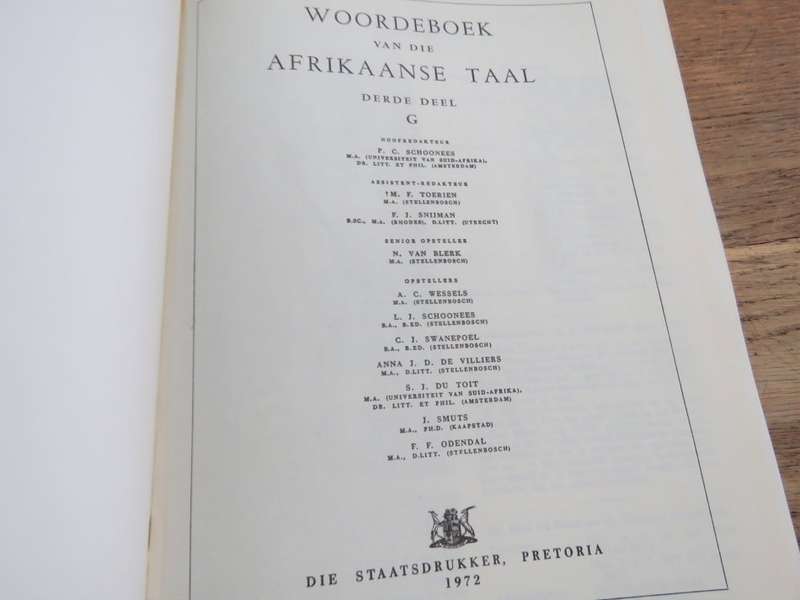 WOORDEBOEK
VAN DIE
AFRIKAANSE TAAL
DERDE DEEL
G
HOOFREDAKTEUR
P. C. SCHOONEES
M.A. (UNIVERSITEIT VAN SUID-AFRIKA),
DR. LITT. ET PHIL. (AMSTERDAM)
ASSISTENT-REDAKTEUR
†M. F. TOERIEN
M.A. (STELLENBOSCH)
F. J. SNIJMAN
B.SC., M.A. (RHODES), D.LITT. (UTRECHT)
SENIOR OPSTELLER
N. VAN BLERK
M.A. (STELLENBOSCH)
OPSTELLERS
A. C. WESSELS
M.A. (STELLENBOSCH)
L. J. SCHOONEES
B.A., B.ED. (STELLENBOSCH)
C. J. SWANEPOEL
B.A., B.ED. (STELLENBOSCH)
ANNA J. D. DE VILLIERS
M.A., D.LITT. (STELLENBOSCH)
S. J. DU TOIT
M.A. (UNIVERSITEIT VAN SUID-AFRIKA),
DR. LITT. ET PHIL. (AMSTERDAM)
J. SMUTS
M.A., PH.D. (KAAPSTAD)
F. F. ODENDAL
M.A., D.LITT. (STELLENBOSCH)
DIE STAATSDRUKKER, PRETORIA
1972